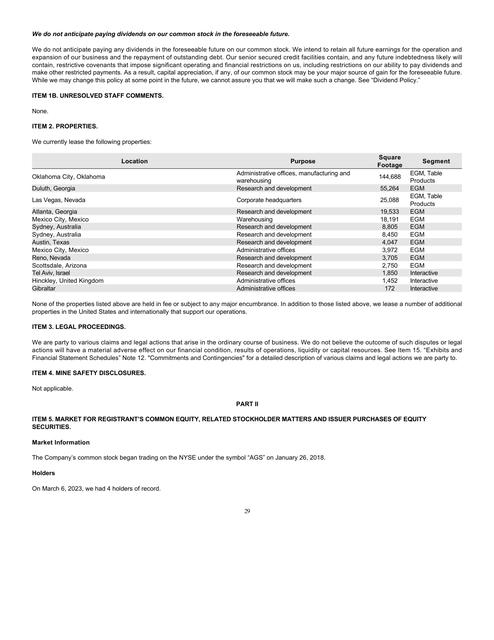 We do not anticipate paying dividends on our common stock in the foreseeable future.
We do not anticipate paying any dividends in the foreseeable future on our common stock. We intend to retain all future earnings for the operation and
expansion of our business and the repayment of outstanding debt. Our senior secured credit facilities contain, and any future indebtedness likely will
contain, restrictive covenants that impose significant operating and financial restrictions on us, including restrictions on our ability to pay dividends and
make other restricted payments. As a result, capital appreciation, if any, of our common stock may be your major source of gain for the foreseeable future.
While we may change this policy at some point in the future, we cannot assure you that we will make such a change. See “Dividend Policy.”
ITEM 1B. UNRESOLVED STAFF COMMENTS.
None.
ITEM 2. PROPERTIES.
We currently lease the following properties:
Location Purpose Square Footage Segment
Oklahoma City, Oklahoma Administrative offices, manufacturing and warehousing 144,688 EGM, Table Products
Duluth, Georgia Research and development 55,264 EGM
Las Vegas, Nevada Corporate headquarters 25,088 EGM, Table Products
Atlanta, Georgia Research and development 19,533 EGM
Mexico City, Mexico Warehousing 18,191 EGM
Sydney, Australia Research and development 8,805 EGM
Sydney, Australia Research and development 8,450 EGM
Austin, Texas Research and development 4,047 EGM
Mexico City, Mexico Administrative offices 3,972 EGM
Reno, Nevada Research and development 3,705 EGM
Scottsdale, Arizona Research and development 2,750 EGM
Tel Aviv, Israel Research and development 1,850 Interactive
Hinckley, United Kingdom Administrative offices 1,452 Interactive
Gibraltar Administrative offices 172 Interactive
None of the properties listed above are held in fee or subject to any major encumbrance. In addition to those listed above, we lease a number of additional
properties in the United States and internationally that support our operations.
ITEM 3. LEGAL PROCEEDINGS.
We are party to various claims and legal actions that arise in the ordinary course of business. We do not believe the outcome of such disputes or legal
actions will have a material adverse effect on our financial condition, results of operations, liquidity or capital resources. See Item 15. “Exhibits and
Financial Statement Schedules” Note 12. "Commitments and Contingencies" for a detailed description of various claims and legal actions we are party to.
ITEM 4. MINE SAFETY DISCLOSURES.
Not applicable.
PART II
ITEM 5. MARKET FOR REGISTRANT’S COMMON EQUITY, RELATED STOCKHOLDER MATTERS AND ISSUER PURCHASES OF EQUITY
SECURITIES.
Market Information
The Company’s common stock began trading on the NYSE under the symbol “AGS” on January 26, 2018.
Holders
On March 6, 2023, we had 4 holders of record.
29